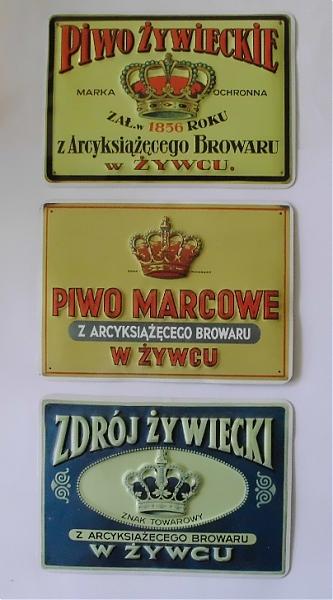 PIWO ŻYWIECKIE
MARKA OCHRONNA
ZAŁ. w 1856 ROKU
z Arcyksiążęcego Browaru
w ŻYWCU.
PIWO MARCOWE
Z ARCYKSIĄŻĘCEGO BROWARU
W ŻYWCU
ZDRÓJ ŻYWIECKI
ZNAK TOWAROWY
Z ARCYKSIĄŻĘCEGO BROWARU
W ŻYWCU